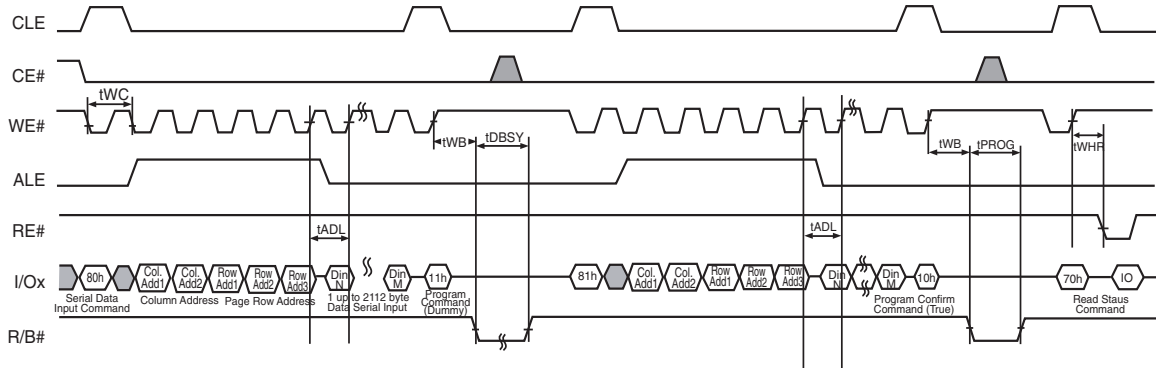 CLE
CE#
tWC
WE#
tWB
tDBSY
tWB
tPROG
tWHR
ALE
RE#
tADL
tADL
I/Ox
80h
Col. Add1
Col. Add2
Row Add1
Row Add2
Row Add3
Din N
Din M
11h
81h
Col. Add1
Col. Add2
Row Add1
Row Add2
Row Add3
Din N
Din M
10h
70h
IO
Serial Data
Input Command
Column Address
Page Row Address
1 up to 2112 byte
Data Serial Input
Program
Command
(Dummy)
Program Confirm
Command (True)
Read Staus
Command
R/B#